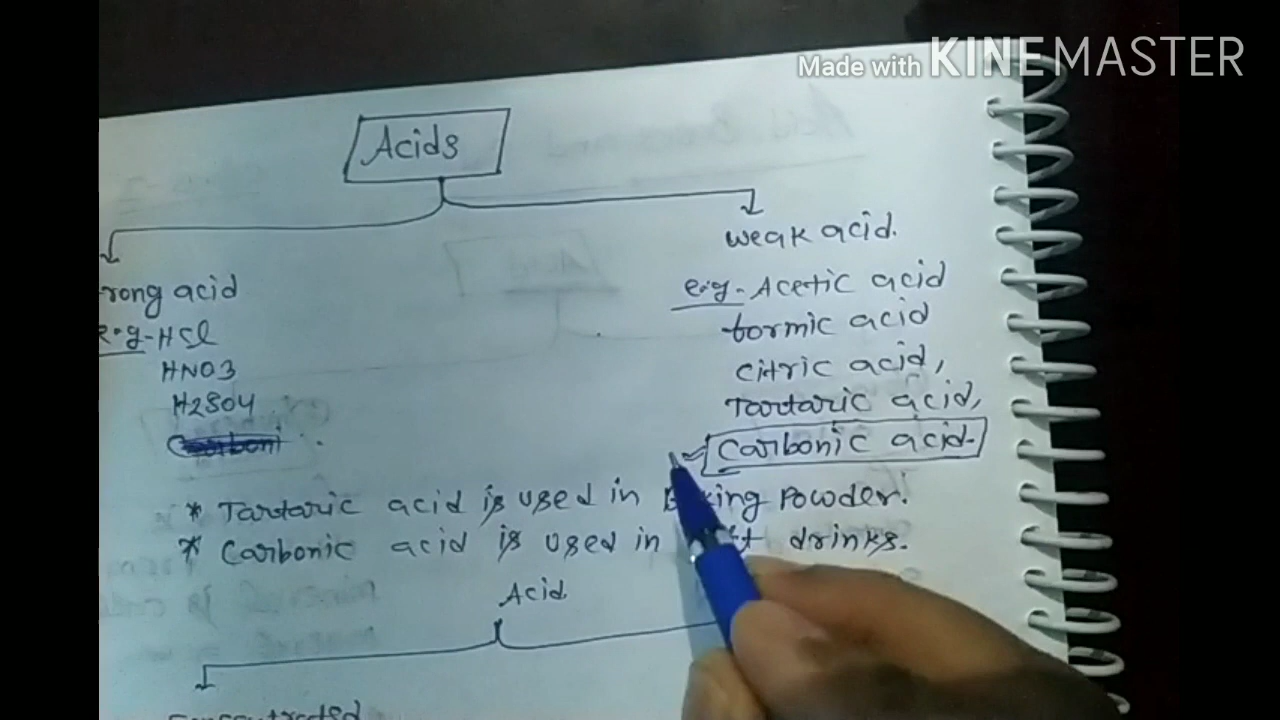 Made with KINEMASTER
Acids
weak acid.
rong acid
e.g- Acetic acid
e.g- HCl
formic acid
HNO3
citric acid,
H2SO4
Tartaric acid,
Carbonic acid.
* Tartaric acid is used in Powder.
* Carbonic acid is used in drinks.
Acid